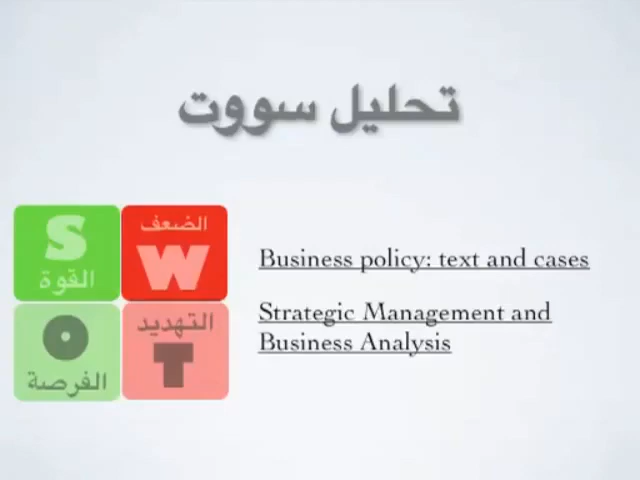 تحليل سووت
S
القوة
الضعف
W
O
الفرصة
التهديد
T
Business policy: text and cases
Strategic Management and
Business Analysis